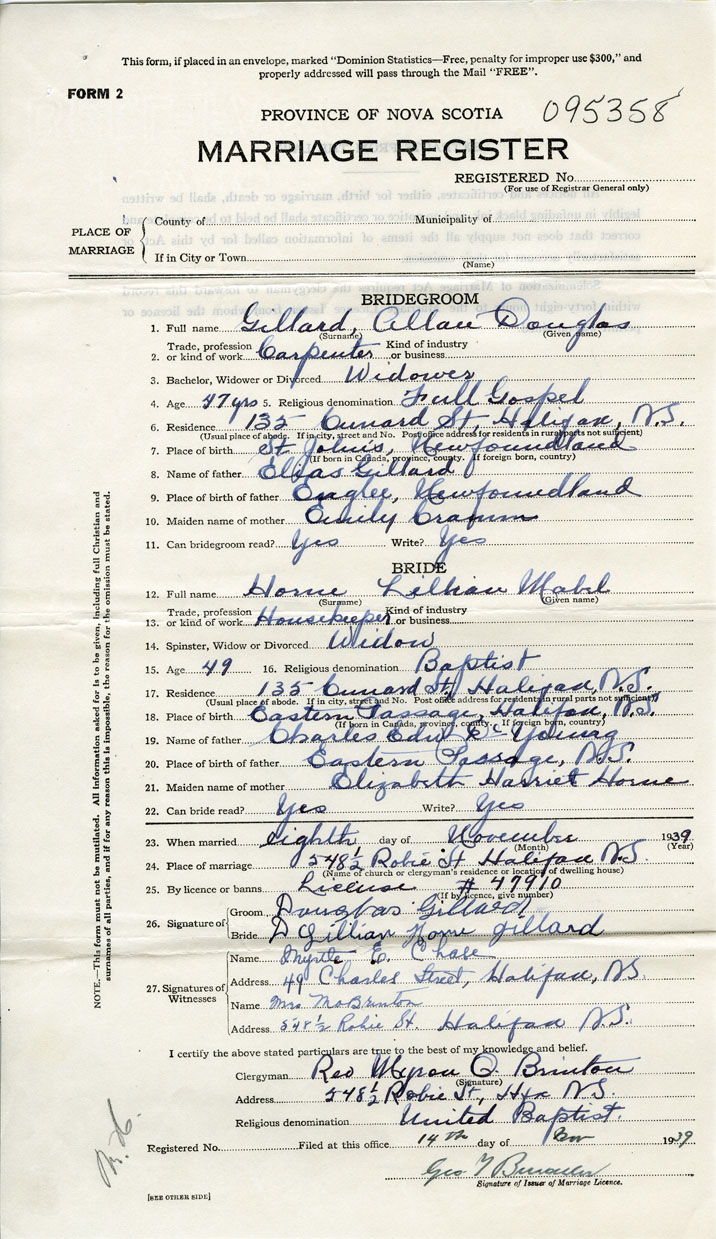 This form, if placed in an envelope, marked "Dominion Statistics—Free, penalty for improper use $300," and
properly addressed will pass through the Mail "FREE".
FORM 2
PROVINCE OF NOVA SCOTIA 095358
MARRIAGE REGISTER
REGISTERED No.
(For use of Registrar General only)
PLACE OF MARRIAGE
County of Municipality of
If in City or Town
(Name)
BRIDEGROOM
1. Full name Gillard, Allan Douglas
(Surname) (Given name)
Trade, profession Kind of industry
2. or kind of work Carpenter or business
3. Bachelor, Widower or Divorced Widower
4. Age 47 yrs 5. Religious denomination Full Gospel
6. Residence 135 Cunard St, Halifax, N.S.
(Usual place of abode. If in city, street and No. Post office address for residents in rural parts not sufficient)
7. Place of birth St John's, Newfoundland
(If born in Canada, province, county. If foreign born, country)
8. Name of father Elias Gillard
9. Place of birth of father Englee, Newfoundland
10. Maiden name of mother Emily Cramm
11. Can bridegroom read? Yes Write? Yes
BRIDE
12. Full name Horne Lillian Mabel
(Surname) (Given name)
Trade, profession Kind of industry
13. or kind of work Housekeeper or business
14. Spinster, Widow or Divorced Widow
15. Age 49 16. Religious denomination Baptist
17. Residence 135 Cunard St, Halifax, N.S.
(Usual place of abode. If in city, street and No. Post office address for residents in rural parts not sufficient)
18. Place of birth Eastern Passage, Halifax, N.S.
(If born in Canada, province, county. If foreign born, country)
19. Name of father Charles Edw De Young
20. Place of birth of father Eastern Passage, N.S.
21. Maiden name of mother Elizabeth Harriet Horne
22. Can bride read? Yes Write? Yes
23. When married eighth day of November 1939
(Month) (Year)
24. Place of marriage 548½ Robie St Halifax N.S.
(Name of church or clergyman's residence or location of dwelling house)
25. By licence or banns License # 47910
(If by licence, give number)
26. Signature of
Groom Douglas Gillard
Bride Lillian Horne Gillard
27. Signatures of Witnesses
Name Myrtle E. Chase
Address 49 Charles Street, Halifax, N.S.
Name Mrs Mo Brinton
Address 548½ Robie St. Halifax N.S.
I certify the above stated particulars are true to the best of my knowledge and belief.
Clergyman Rev Myron O. Brinton
(Signature)
Address 548½ Robie St, Hfx N.S.
Religious denomination United Baptist.
Registered No. Filed at this office 14th day of Nov 1939
Geo
Signature of Issuer of Marriage Licence.
[SEE OTHER SIDE]
NOTE.—This form must not be mutilated. All information asked for is to be given, including full Christian and
surnames of all parties, and if for any reason this is impossible, the reason for the omission must be stated.